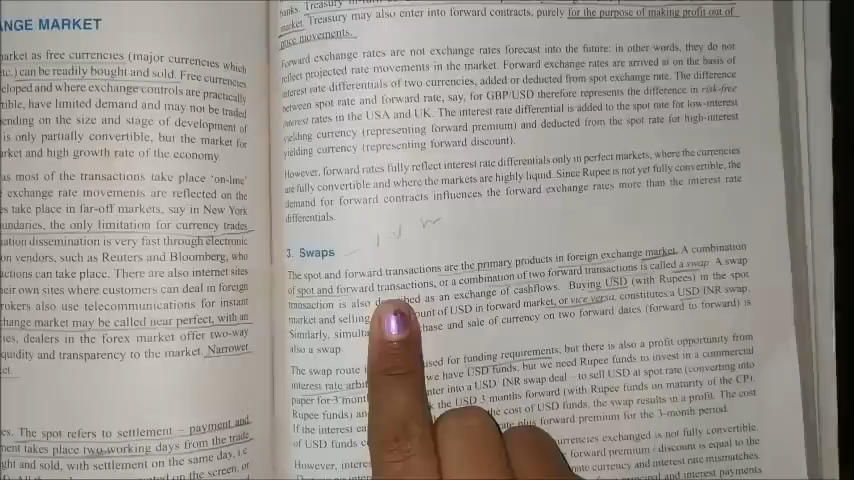 ANGE MARKET
arket as free currencies (major currencies which
etc.) can be readily bought and sold. Free currencies
eloped and where exchange controls are practically
tible, have limited demand and may not be traded
ending on the size and stage of development of
is only partially convertible, but the market for
arket and high growth rate of the economy.
as most of the transactions take place 'on-line'
exchange rate movements are reflected on the
es take place in far-off markets, say in New York
undaries, the only limitation for currency trades
ation dissemination is very fast through electronic
on vendors, such as Reuters and Bloomberg, who
actions can take place. There are also internet sites
heir own sites where customers can deal in foreign
rokers also use telecommunications for instant
change market may be called near perfect, with an
es, dealers in the forex market offer two-way
quidity and transparency to the market. Narrower
ct.
es. The spot refers to settlement – payment and
ment takes place two working days from the trade
ght and sold, with settlement on the same day, i.e.
on the screen, or
banks. Treasury
market. Treasury may also enter into forward contracts, purely for the purpose of making profit out of
price movements.
Forward exchange rates are not exchange rates forecast into the future: in other words, they do not
reflect projected rate movements in the market. Forward exchange rates are arrived at on the basis of
interest rate differentials of two currencies, added or deducted from spot exchange rate. The difference
between spot rate and forward rate, say, for GBP/USD therefore represents the difference in risk-free
interest rates in the USA and UK. The interest rate differential is added to the spot rate for low-interest
yielding currency (representing forward premium) and deducted from the spot rate for high-interest
yielding currency (representing forward discount).
However, forward rates fully reflect interest rate differentials only in perfect markets, where the currencies
are fully convertible and where the markets are highly liquid. Since Rupee is not yet fully convertible, the
demand for forward contracts influences the forward exchange rates more than the interest rate
differentials.
3. Swaps
The spot and forward transactions are the primary products in foreign exchange market. A combination
of spot and forward transactions, or a combination of two forward transactions is called a swap. A swap
transaction is also described as an exchange of cashflows. Buying USD (with Rupees) in the spot
market and selling ount of USD in forward market, or vice versa, constitutes a USD INR swap.
Similarly, simulta chase and sale of currency on two forward dates (forward to forward) is
also a swap.
The swap route i used for funding requirements, but there is also a profit opportunity from
interest rate arbit we have USD funds, but we need Rupee funds to invest in a commercial
paper for 3 mont enter into a USD INR swap deal – to sell USD at spot rate (converting into
Rupee funds) an k the USD 3 months forward (with Rupee funds on maturity of the CP).
If the interest ea the cost of USD funds, the swap results in a profit. The cost
of USD funds e rate plus forward premium for the 3-month period.
However, intere urrencies exchanged is not fully convertible.
forward premium / discount is equal to the
nate currency and interest rate mismatches.
principal and interest payments